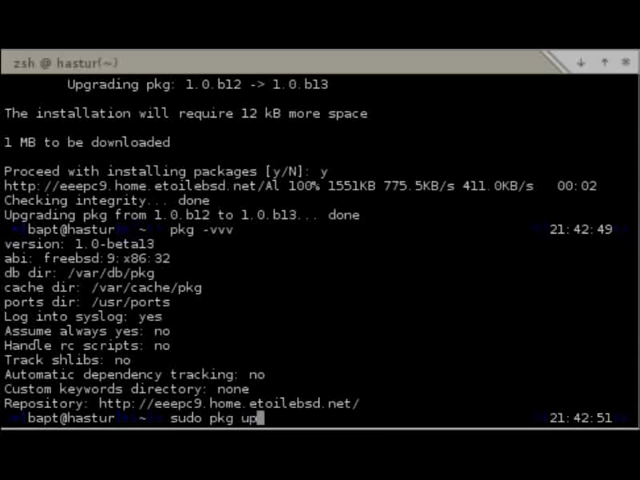 zsh @ hastur(~)
Upgrading pkg: 1.0.b12 -> 1.0.b13
The installation will require 12 kB more space
1 MB to be downloaded
Proceed with installing packages [y/N]: y
http://eeepc9.home.etoilebsd.net/Al 100% 1551KB 775.5KB/s 411.0KB/s 00:02
Checking integrity... done
Upgrading pkg from 1.0.b12 to 1.0.b13... done
bapt@hastur ~ pkg -vvv 21:42:49
version: 1.0-beta13
abi: freebsd:9:x86:32
db dir: /var/db/pkg
cache dir: /var/cache/pkg
ports dir: /usr/ports
Log into syslog: yes
Assume always yes: no
Handle rc scripts: no
Track shlibs: no
Automatic dependency tracking: no
Custom keywords directory: none
Repository: http://eeepc9.home.etoilebsd.net/
bapt@hastur ~ sudo pkg up 21:42:51